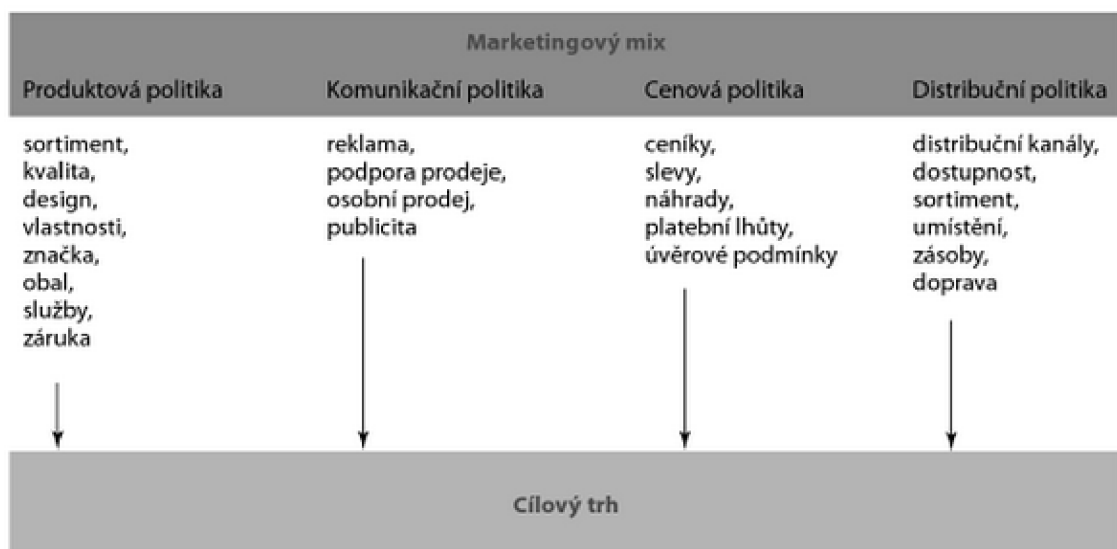 Marketingový mix
Produktová politika
Komunikační politika
Cenová politika
Distribuční politika
sortiment,
kvalita,
design,
vlastnosti,
značka,
obal,
služby,
záruka
reklama,
podpora prodeje,
osobní prodej,
publicita
ceníky,
slevy,
náhrady,
platební lhůty,
úvěrové podmínky
distribuční kanály,
dostupnost,
sortiment,
umístění,
zásoby,
doprava
Cílový trh